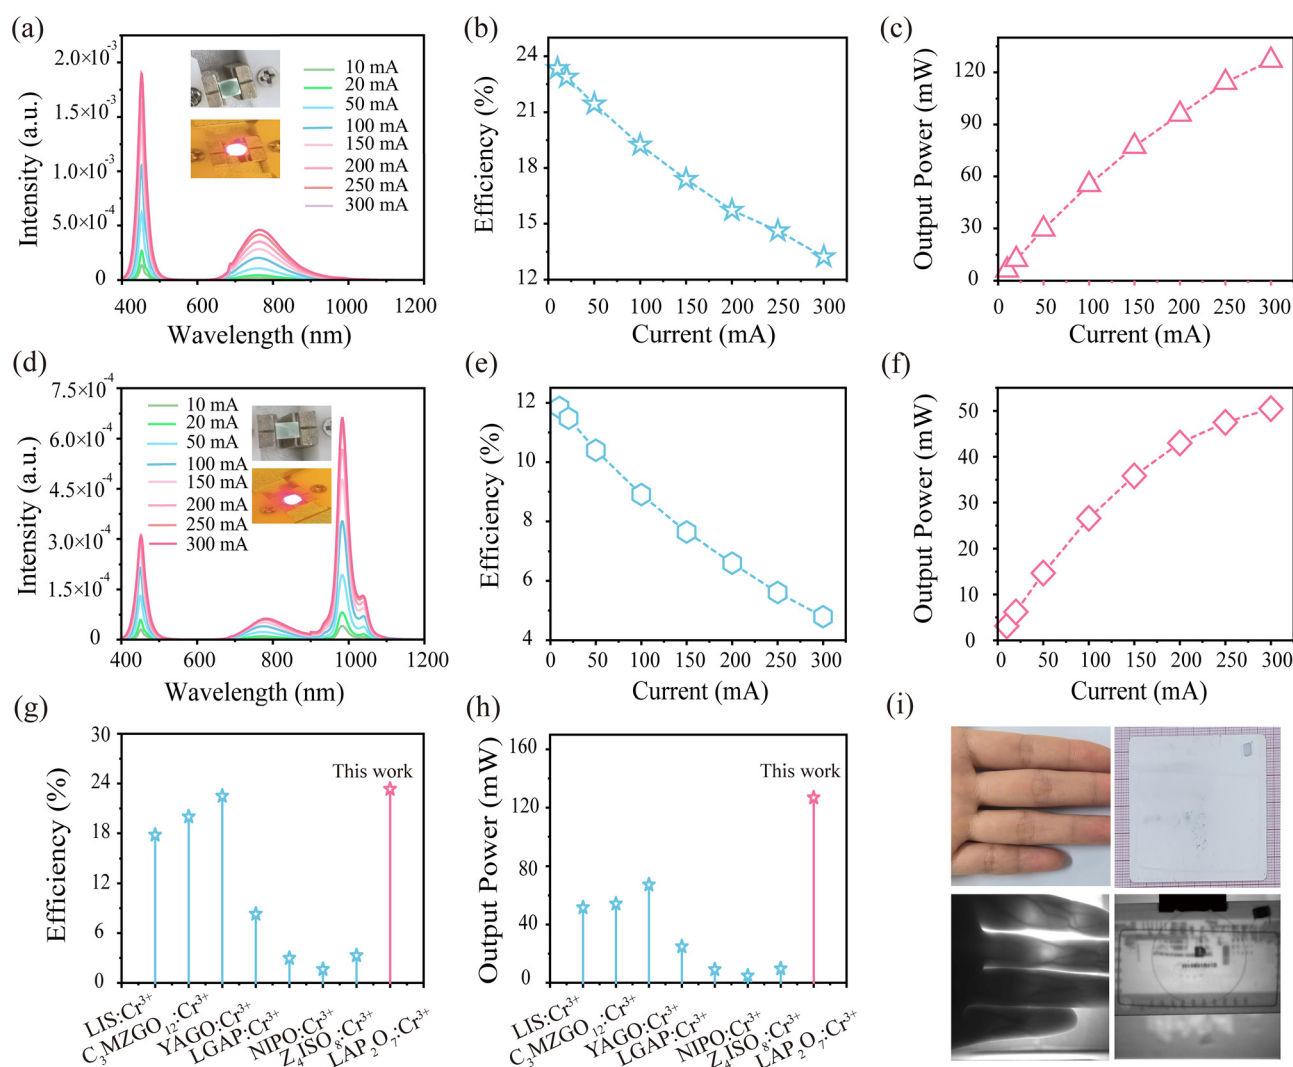 (a)
2.0×10⁻³
1.5×10⁻³
1.0×10⁻³
5.0×10⁻⁴
0
Intensity (a.u.)
10 mA
20 mA
50 mA
100 mA
150 mA
200 mA
250 mA
300 mA
400 600 800 1000 1200
Wavelength (nm)
(b)
24
21
18
15
12
Efficiency (%)
0 50 100 150 200 250 300
Current (mA)
(c)
120
90
60
30
0
Output Power (mW)
0 50 100 150 200 250 300
Current (mA)
(d)
7.5×10⁻⁴
6.0×10⁻⁴
4.5×10⁻⁴
3.0×10⁻⁴
1.5×10⁻⁴
0
Intensity (a.u.)
10 mA
20 mA
50 mA
100 mA
150 mA
200 mA
250 mA
300 mA
400 600 800 1000 1200
Wavelength (nm)
(e)
12
10
8
6
4
Efficiency (%)
0 50 100 150 200 250 300
Current (mA)
(f)
50
40
30
20
10
0
Output Power (mW)
0 50 100 150 200 250 300
Current (mA)
(g)
30
24
18
12
6
0
Efficiency (%)
This work
LIS:Cr³⁺
C₃MZGO₁₂:Cr³⁺
YAGO:Cr³⁺
LGAP:Cr³⁺
NIPO:Cr³⁺
Z₄ISO₈:Cr³⁺
LAP₂O₇:Cr³⁺
(h)
160
120
80
40
0
Output Power (mW)
This work
LIS:Cr³⁺
C₃MZGO₁₂:Cr³⁺
YAGO:Cr³⁺
LGAP:Cr³⁺
NIPO:Cr³⁺
Z₄ISO₈:Cr³⁺
LAP₂O₇:Cr³⁺
(i)